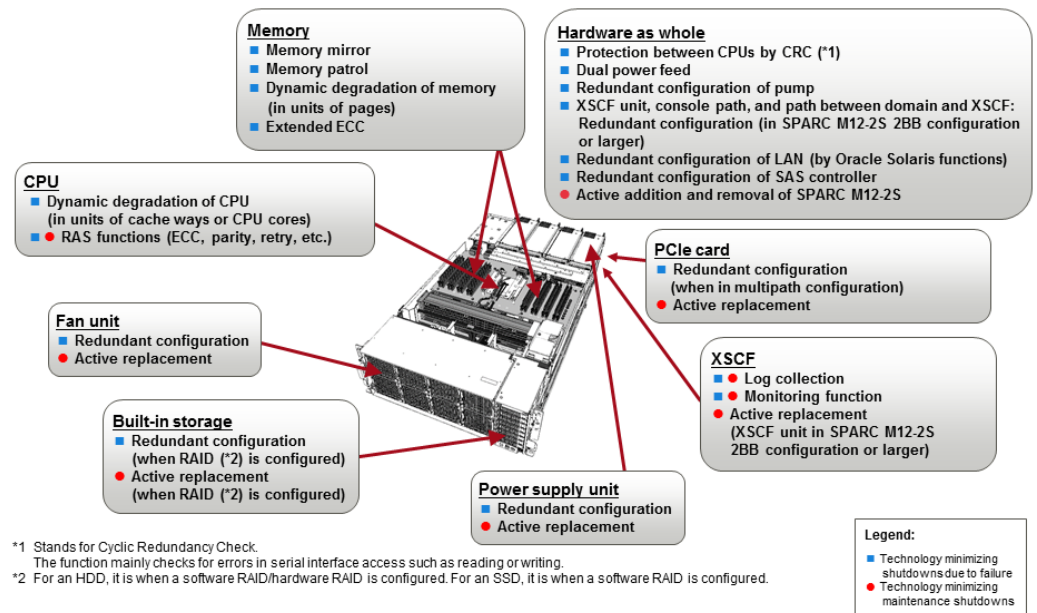 Memory
Memory mirror
Memory patrol
Dynamic degradation of memory
(in units of pages)
Extended ECC
Hardware as whole
Protection between CPUs by CRC (*1)
Dual power feed
Redundant configuration of pump
XSCF unit, console path, and path between domain and XSCF:
Redundant configuration (in SPARC M12-2S 2BB configuration
or larger)
Redundant configuration of LAN (by Oracle Solaris functions)
Redundant configuration of SAS controller
Active addition and removal of SPARC M12-2S
CPU
Dynamic degradation of CPU
(in units of cache ways or CPU cores)
RAS functions (ECC, parity, retry, etc.)
PCIe card
Redundant configuration
(when in multipath configuration)
Active replacement
Fan unit
Redundant configuration
Active replacement
XSCF
Log collection
Monitoring function
Active replacement
(XSCF unit in SPARC M12-2S
2BB configuration or larger)
Built-in storage
Redundant configuration
(when RAID (*2) is configured)
Active replacement
(when RAID (*2) is configured)
Power supply unit
Redundant configuration
Active replacement
*1 Stands for Cyclic Redundancy Check.
The function mainly checks for errors in serial interface access such as reading or writing.
*2 For an HDD, it is when a software RAID/hardware RAID is configured. For an SSD, it is when a software RAID is configured.
Legend:
Technology minimizing
shutdowns due to failure
Technology minimizing
maintenance shutdowns